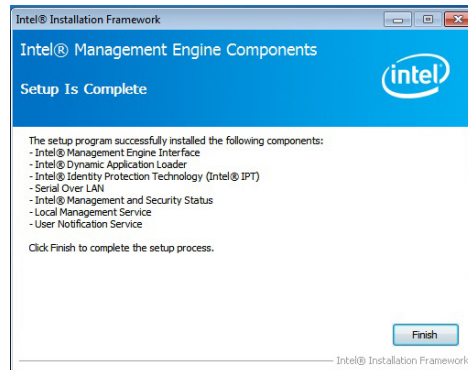 Intel® Installation Framework
Intel® Management Engine Components
Setup Is Complete
intel
The setup program successfully installed the following components:
- Intel® Management Engine Interface
- Intel® Dynamic Application Loader
- Intel® Identity Protection Technology (Intel® IPT)
- Serial Over LAN
- Intel® Management and Security Status
- Local Management Service
- User Notification Service
Click Finish to complete the setup process.
Finish
Intel® Installation Framework